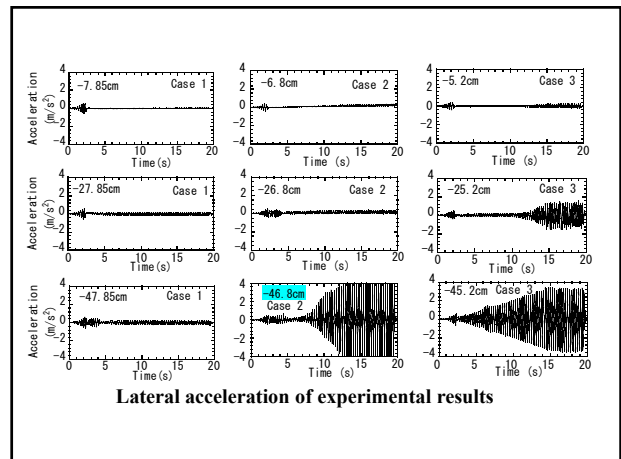 Acceleration (m/s²)
4 2 0 -2 -4
-7.85cm Case 1
0 5 10 15 20
Time(s)
4 2 0 -2 -4
-6.8cm Case 2
0 5 10 15 20
Time(s)
4 2 0 -2 -4
-5.2cm Case 3
0 5 10 15 20
Time(s)
Acceleration (m/s²)
4 2 0 -2 -4
-27.85cm Case 1
0 5 10 15 20
Time (s)
4 2 0 -2 -4
-26.8cm Case 2
0 5 10 15 20
Time (s)
4 2 0 -2 -4
-25.2cm Case 3
0 5 10 15 20
Time (s)
Acceleration (m/s²)
4 2 0 -2 -4
-47.85cm Case 1
0 5 10 15 20
Time (s)
4 2 0 -2 -4
-46.8cm
Case 2
0 5 10 15 20
Time (s)
4 2 0 -2 -4
-45.2cm Case 3
0 5 10 15 20
Time (s)
Lateral acceleration of experimental results